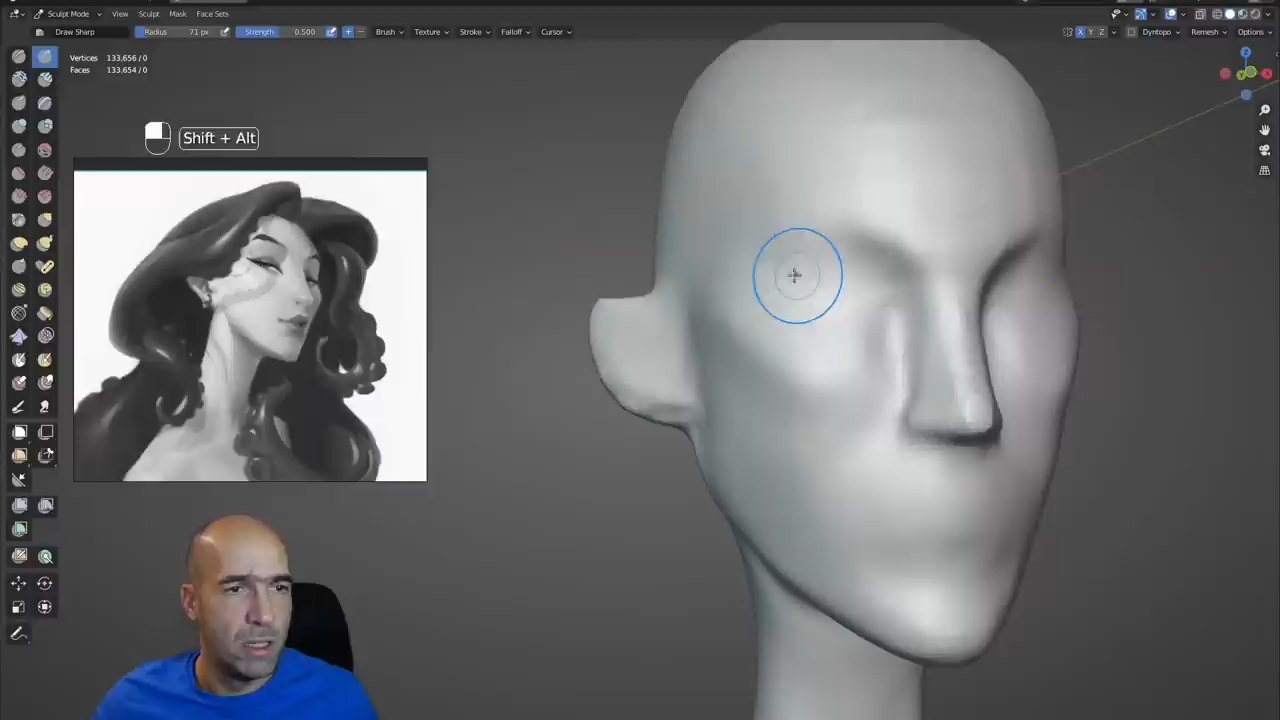 Sculpt Mode View Sculpt Mask Face Sets
Draw Sharp Radius 71 px Strength 0.500 + − Brush Texture Stroke Falloff Cursor X Y Z Dyntopo Remesh Options
Vertices 133,656 / 0
Faces 133,654 / 0
Z
X
Y
Shift + Alt